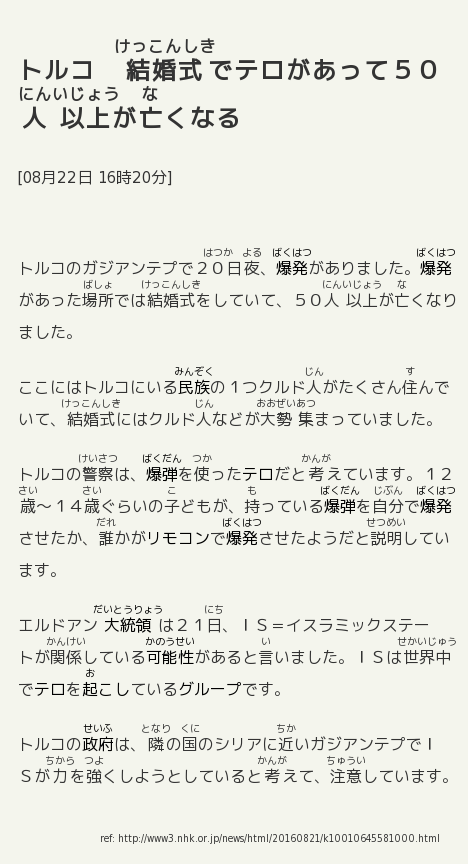 けっこんしき
トルコ　結婚式でテロがあって５０
にんいじょう　な
人以上が亡くなる
[08月22日 16時20分]
はつか　よる　ばくはつ　ばくはつ
トルコのガジアンテプで２０日夜、爆発がありました。爆発
ばしょ　けっこんしき　にんいじょう　な
があった場所では結婚式をしていて、５０人以上が亡くなり
ました。
みんぞく　じん　す
ここにはトルコにいる民族の１つクルド人がたくさん住んで
けっこんしき　じん　おおぜいあつ
いて、結婚式にはクルド人などが大勢集まっていました。
けいさつ　ばくだん　つか　かんが
トルコの警察は、爆弾を使ったテロだと考えています。１２
さい　さい　こ　も　ばくだん　じぶん　ばくはつ
歳〜１４歳ぐらいの子どもが、持っている爆弾を自分で爆発
だれ　ばくはつ　せつめい
させたか、誰かがリモコンで爆発させたようだと説明してい
ます。
だいとうりょう　にち
エルドアン大統領は２１日、ＩＳ＝イスラミックステー
かんけい　かのうせい　い　せかいじゅう
トが関係している可能性があると言いました。ＩＳは世界中
お
でテロを起こしているグループです。
せいふ　となり　くに　ちか
トルコの政府は、隣の国のシリアに近いガジアンテプでＩ
ちから　つよ　かんが　ちゅうい
Ｓが力を強くしようとしていると考えて、注意しています。
ref: http://www3.nhk.or.jp/news/html/20160821/k10010645581000.html